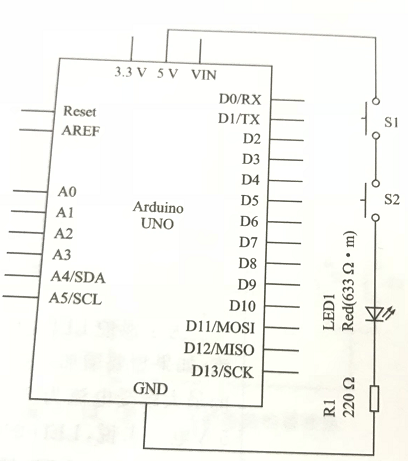 3.3 V 5 V VIN
Reset
AREF
A0
A1
A2
A3
A4/SDA
A5/SCL
Arduino
UNO
D0/RX
D1/TX
D2
D3
D4
D5
D6
D7
D8
D9
D10
D11/MOSI
D12/MISO
D13/SCK
GND
S1
S2
LED1
Red(633 Ω • m)
R1
220 Ω